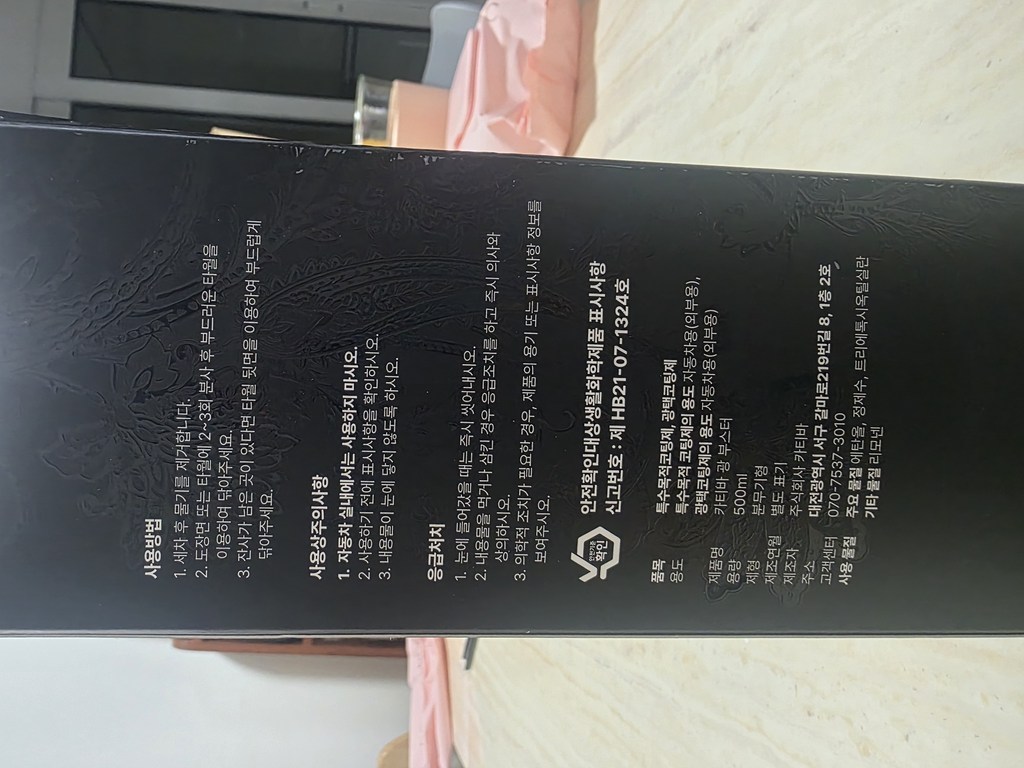 사용방법
1. 세차 후 물기를 제거합니다.
2. 도장면 또는 타월에 2~3회 분사 후 부드러운 타월을
이용하여 닦아주세요.
3. 잔사가 남은 곳이 있다면 타월 뒷면을 이용하여 부드럽게
닦아주세요.
사용상주의사항
1. 자동차 실내에서는 사용하지 마시오.
2. 사용하기 전에 표시사항을 확인하시오.
3. 내용물이 눈에 닿지 않도록 하시오.
응급처치
1. 눈에 들어갔을 때는 즉시 씻어내시오.
2. 내용물을 먹거나 삼킨 경우 응급조치를 하고 즉시 의사와
상의하시오.
3. 의학적 조치가 필요한 경우, 제품의 용기 또는 표시사항 정보를
보여주시오.
안전기준
확인
안전확인대상생활화학제품 표시사항
신고번호 : 제 HB21-07-1324호
품목 특수목적코팅제, 광택코팅제
용도 특수목적 코팅제의 용도 자동차용(외부용),
광택코팅제의 용도 자동차용(외부용)
제품명 카티바 광 부스터
용량 500ml
제형 분무기형
제조연월 별도 표기
제조자 주식회사 카티바
주소 대전광역시 서구 갈마로219번길 8, 1층 2호
고객센터 070-7537-3010
사용 물질 주요 물질 에탄올, 정제수, 트리에톡시옥틸실란
기타 물질 리모넨